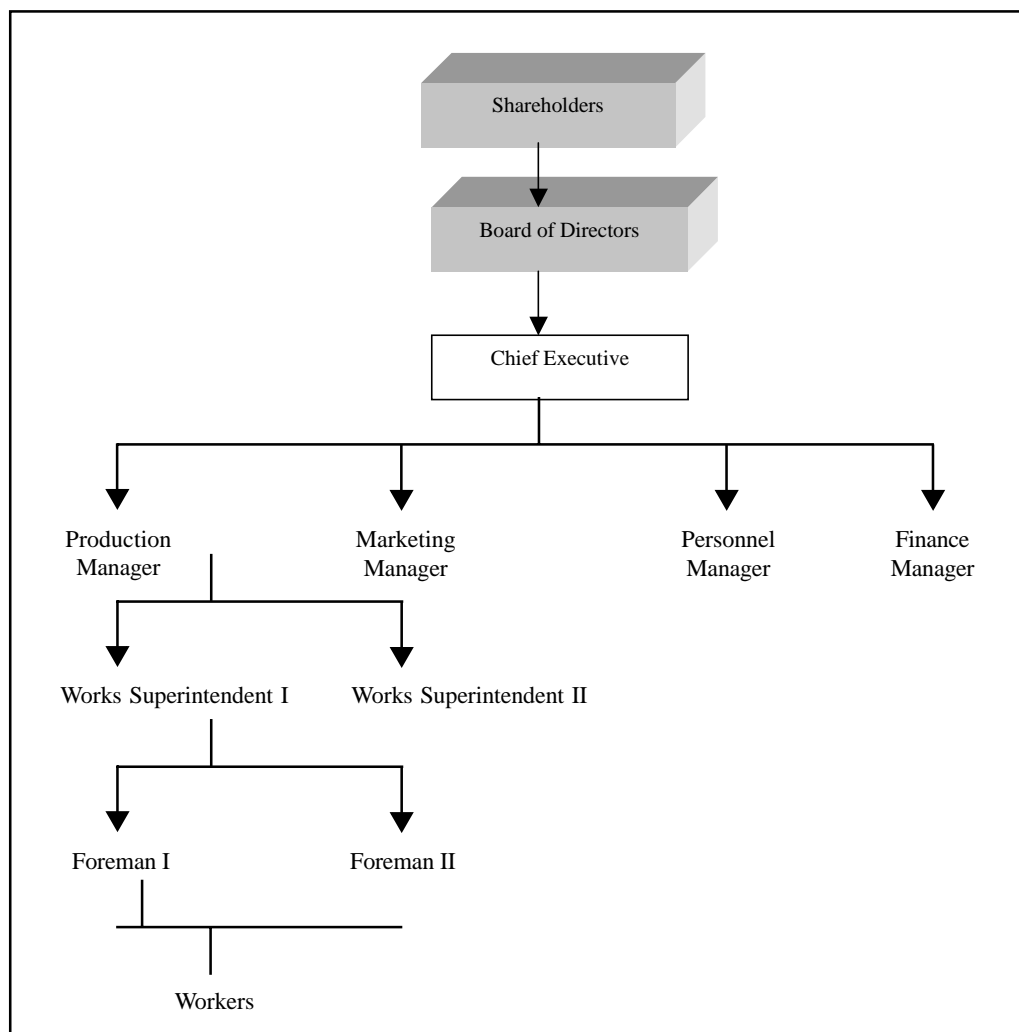 Shareholders
Board of Directors
Chief Executive
Production
Manager
Marketing
Manager
Personnel
Manager
Finance
Manager
Works Superintendent I
Works Superintendent II
Foreman I
Foreman II
Workers